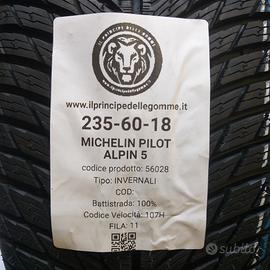 IL PRINCIPE DELLE GOMME
www.ilprincipedellegomme.it
235-60-18
MICHELIN PILOT
ALPIN 5
codice prodotto: 56028
Tipo: INVERNALI
COD:
Battistrada: 100%
Codice Velocità: 107H
FILA: 11
subito